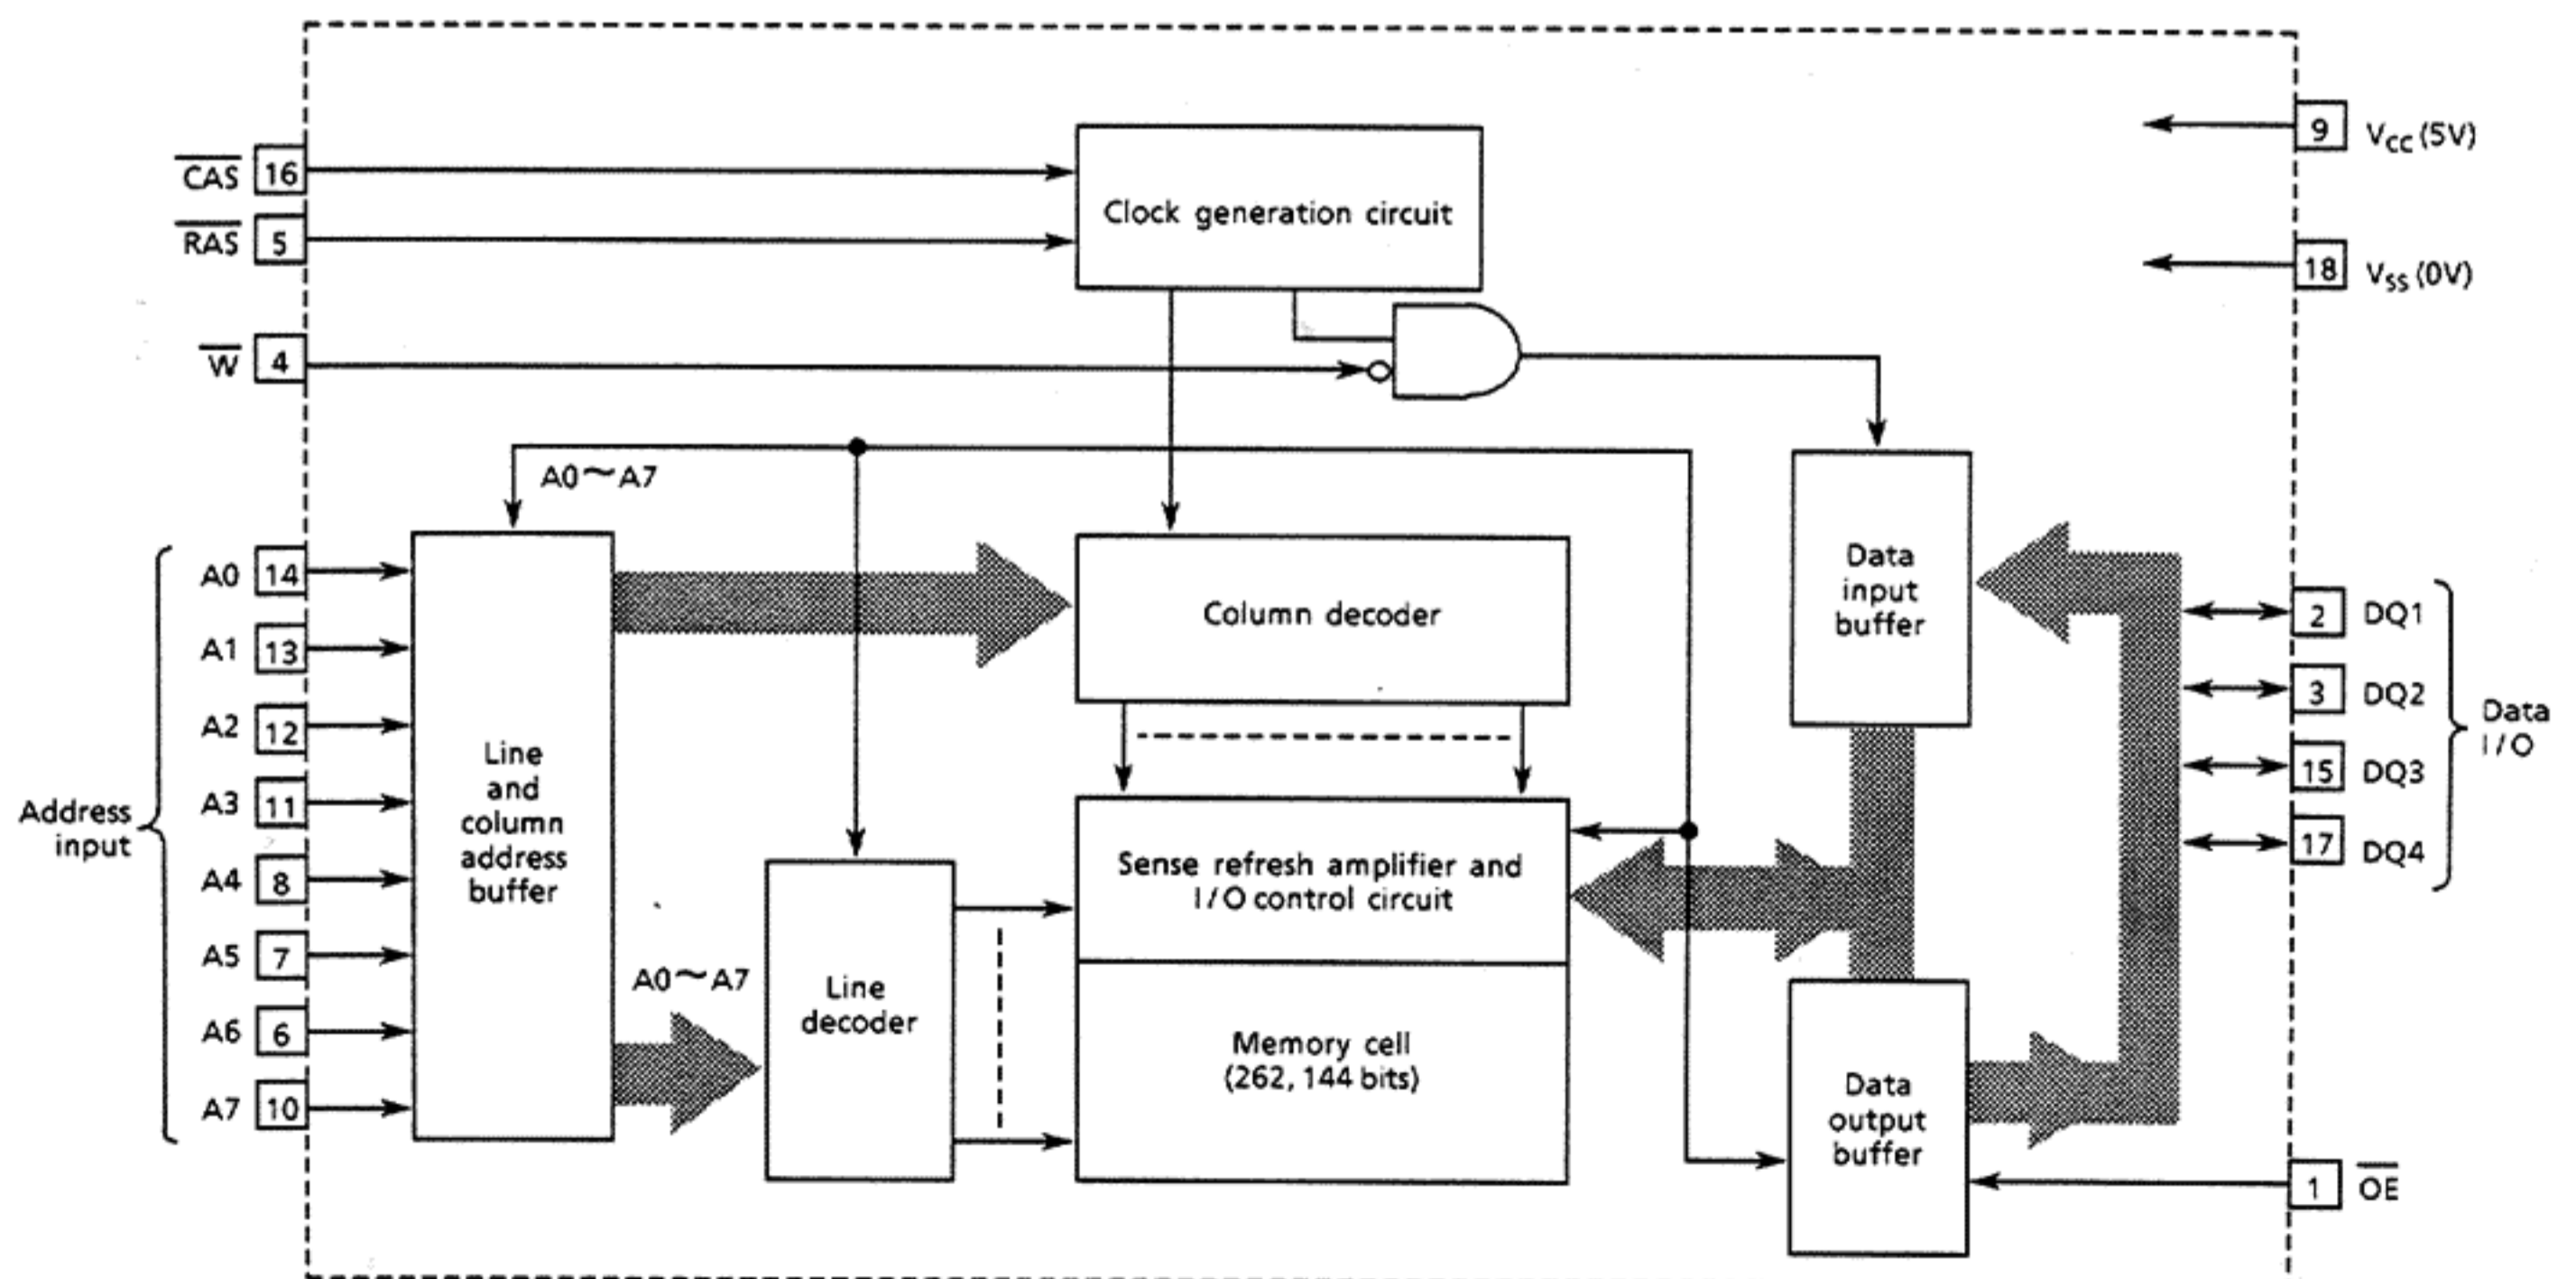 C̅A̅S̅ 16
R̅A̅S̅ 5
W̅ 4
Clock generation circuit
9 VCC (5V)
18 VSS (0V)
A0~A7
Address
input
A0 14
A1 13
A2 12
A3 11
A4 8
A5 7
A6 6
A7 10
Line
and
column
address
buffer
A0~A7
Line
decoder
Column decoder
Sense refresh amplifier and
I/O control circuit
Memory cell
(262, 144 bits)
Data
input
buffer
Data
output
buffer
2 DQ1
3 DQ2
15 DQ3
17 DQ4
Data
I/O
1 O̅E̅